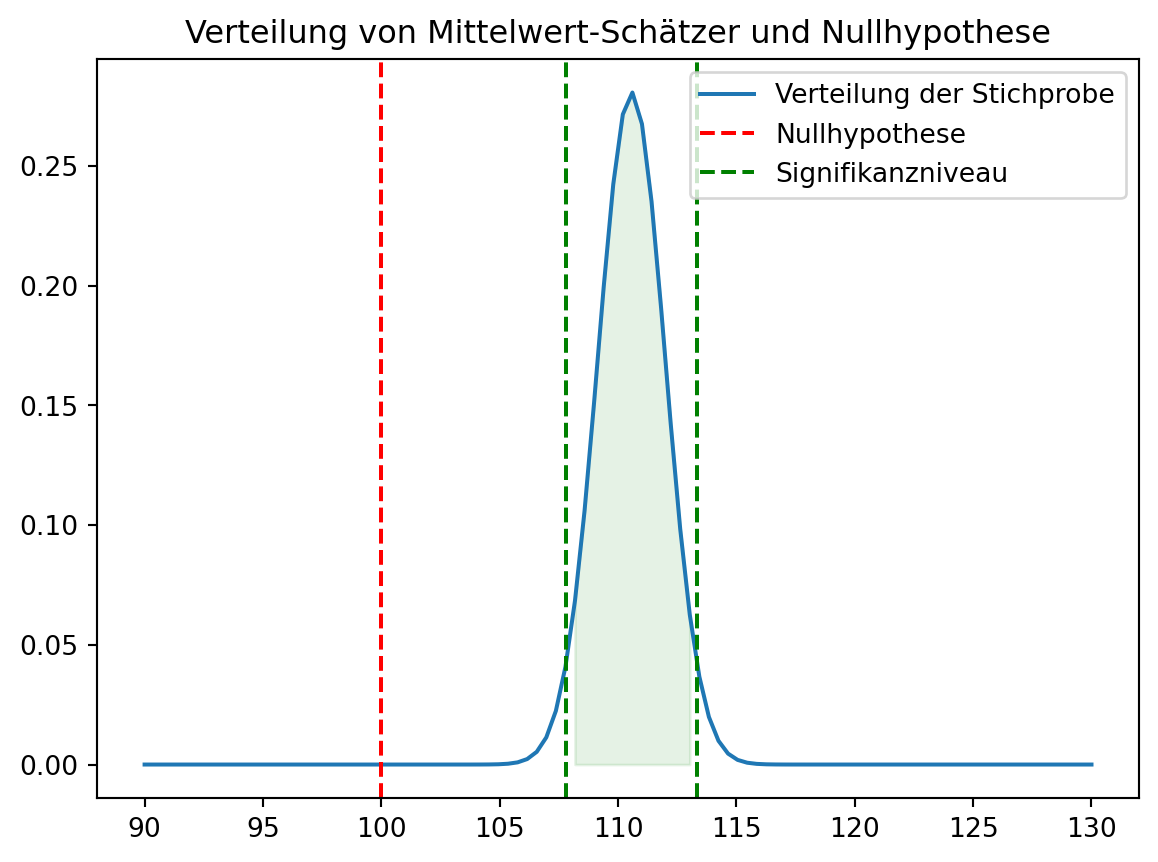 Verteilung von Mittelwert-Schätzer und Nullhypothese
Verteilung der Stichprobe
Nullhypothese
Signifikanzniveau
0.25
0.20
0.15
0.10
0.05
0.00
90 95 100 105 110 115 120 125 130